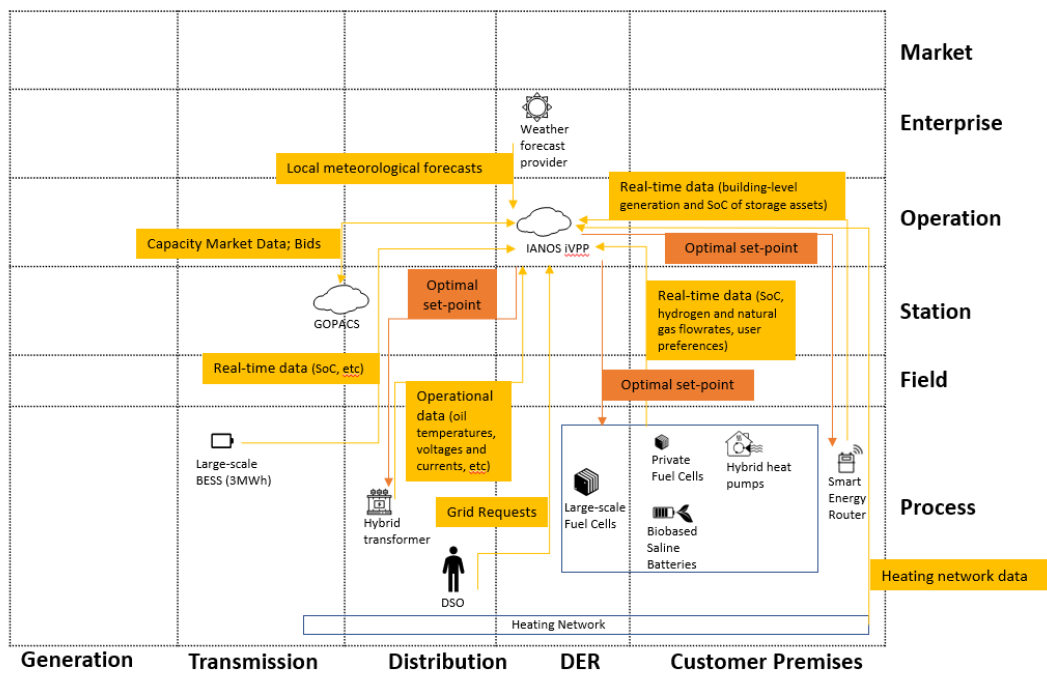 Market
Weather
forecast
provider
Enterprise
Local meteorological forecasts
Real-time data (building-level
generation and SoC of storage assets)
Operation
Capacity Market Data; Bids
IANOS iVPP
Optimal set-point
Optimal
set-point
GOPACS
Real-time data (SoC,
hydrogen and natural
gas flowrates, user
preferences)
Station
Real-time data (SoC, etc)
Operational
data (oil
temperatures,
voltages and
currents, etc)
Optimal set-point
Field
Large-scale
BESS (3MWh)
Hybrid
transformer
Grid Requests
DSO
Large-scale
Fuel Cells
Private
Fuel Cells
Biobased
Saline
Batteries
Hybrid heat
pumps
Smart
Energy
Router
Process
Heating network data
Heating Network
Generation
Transmission
Distribution
DER
Customer Premises